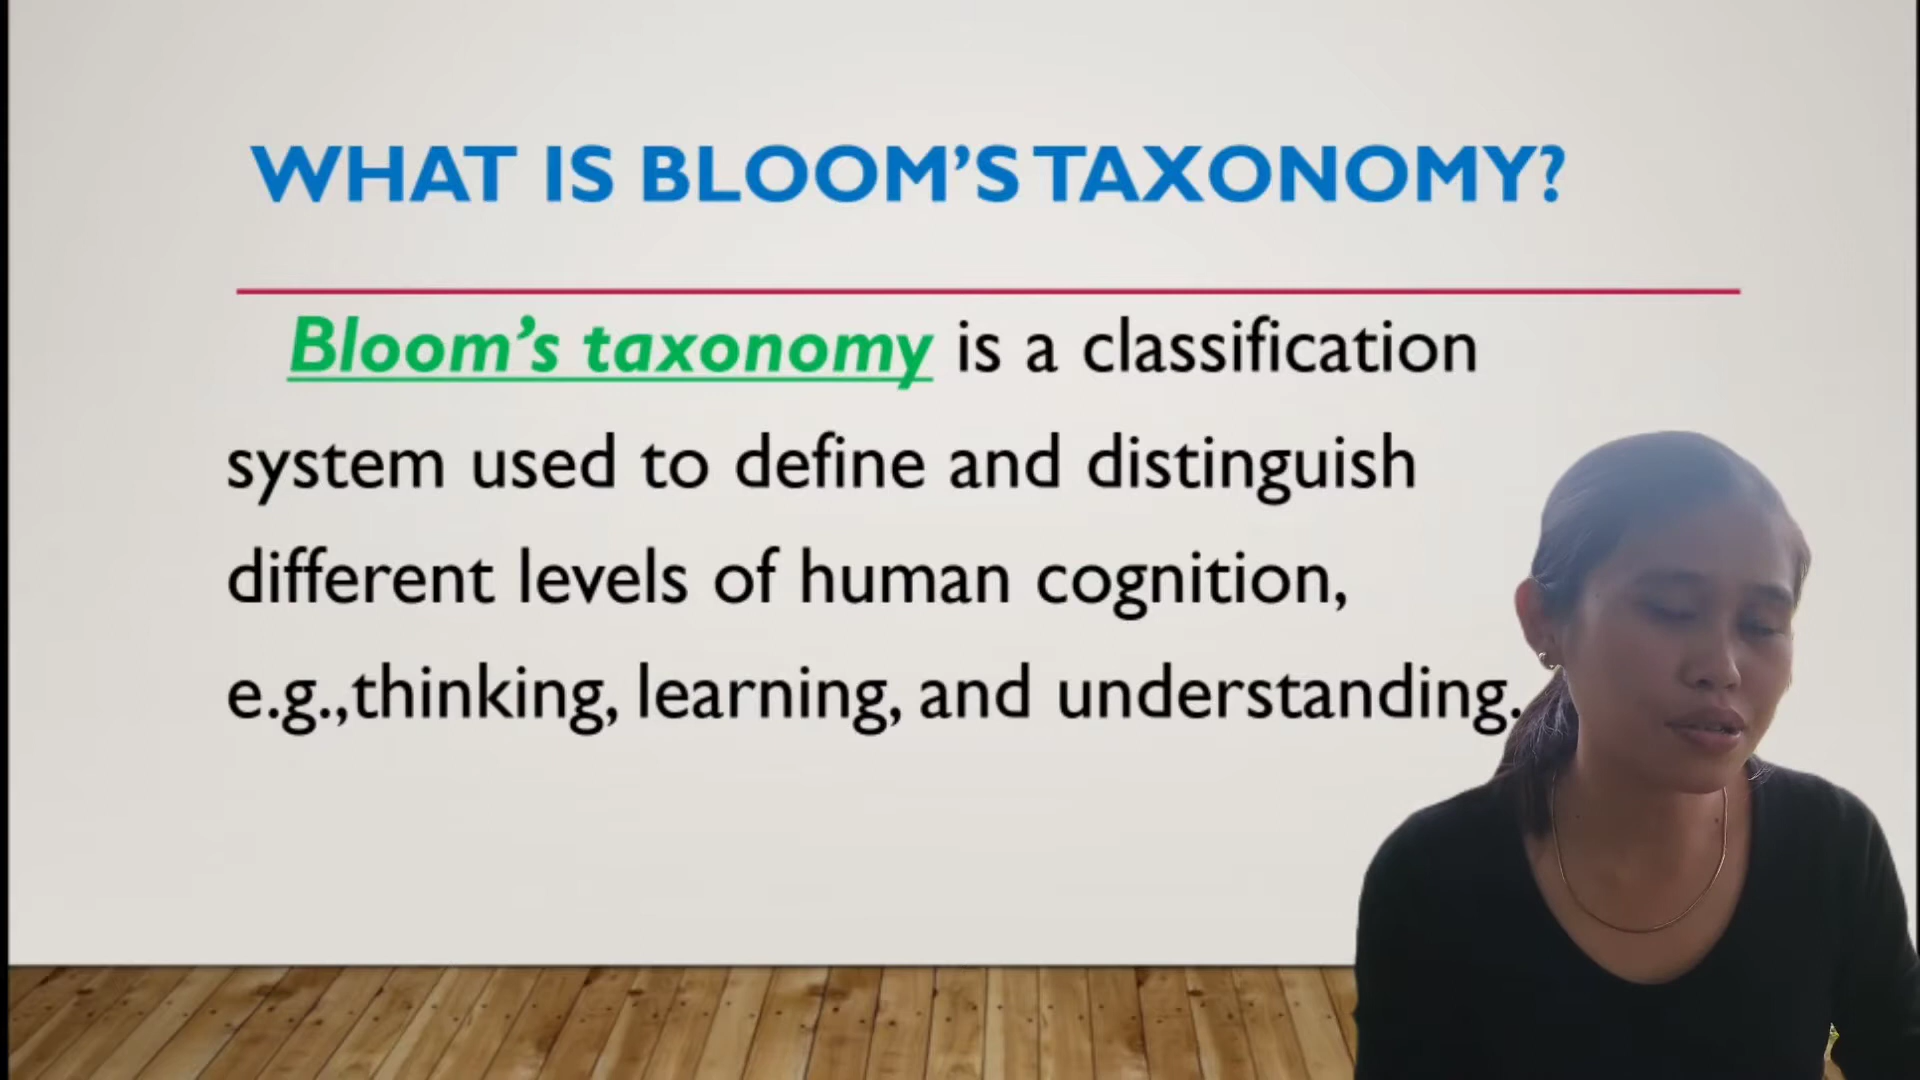 WHAT IS BLOOM'S TAXONOMY?
Bloom's taxonomy is a classification
system used to define and distinguish
different levels of human cognition,
e.g.,thinking, learning, and understanding.